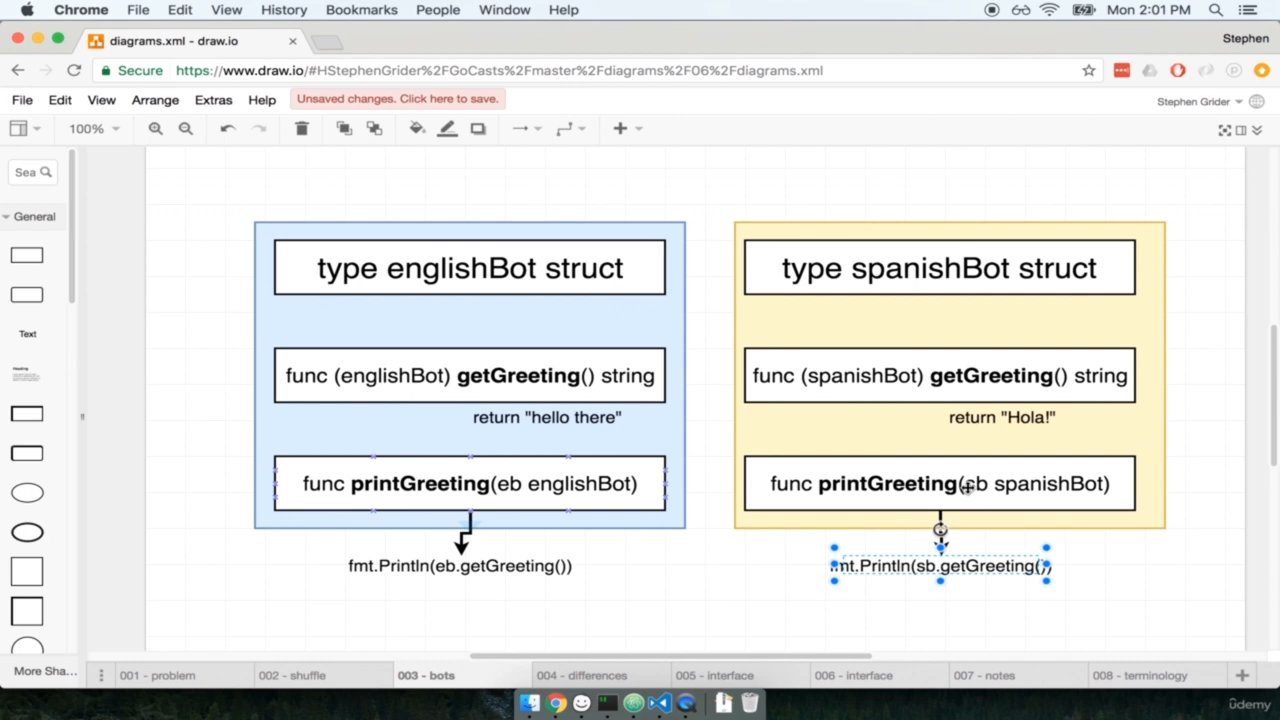 Chrome File Edit View History Bookmarks People Window Help Mon 2:01 PM
diagrams.xml - draw.io Stephen
Secure https://www.draw.io/#HStephenGrider%2FGoCasts%2Fmaster%2Fdiagrams%2F06%2Fdiagrams.xml
File Edit View Arrange Extras Help Unsaved changes. Click here to save. Stephen Grider
100%
Sea
General
Text
Heading
type englishBot struct
func (englishBot) getGreeting() string
return "hello there"
func printGreeting(eb englishBot)
fmt.Println(eb.getGreeting())
type spanishBot struct
func (spanishBot) getGreeting() string
return "Hola!"
func printGreeting(sb spanishBot)
fmt.Println(sb.getGreeting())
More Sha... 001 - problem 002 - shuffle 003 - bots 004 - differences 005 - interface 006 - interface 007 - notes 008 - terminology
ûdemy